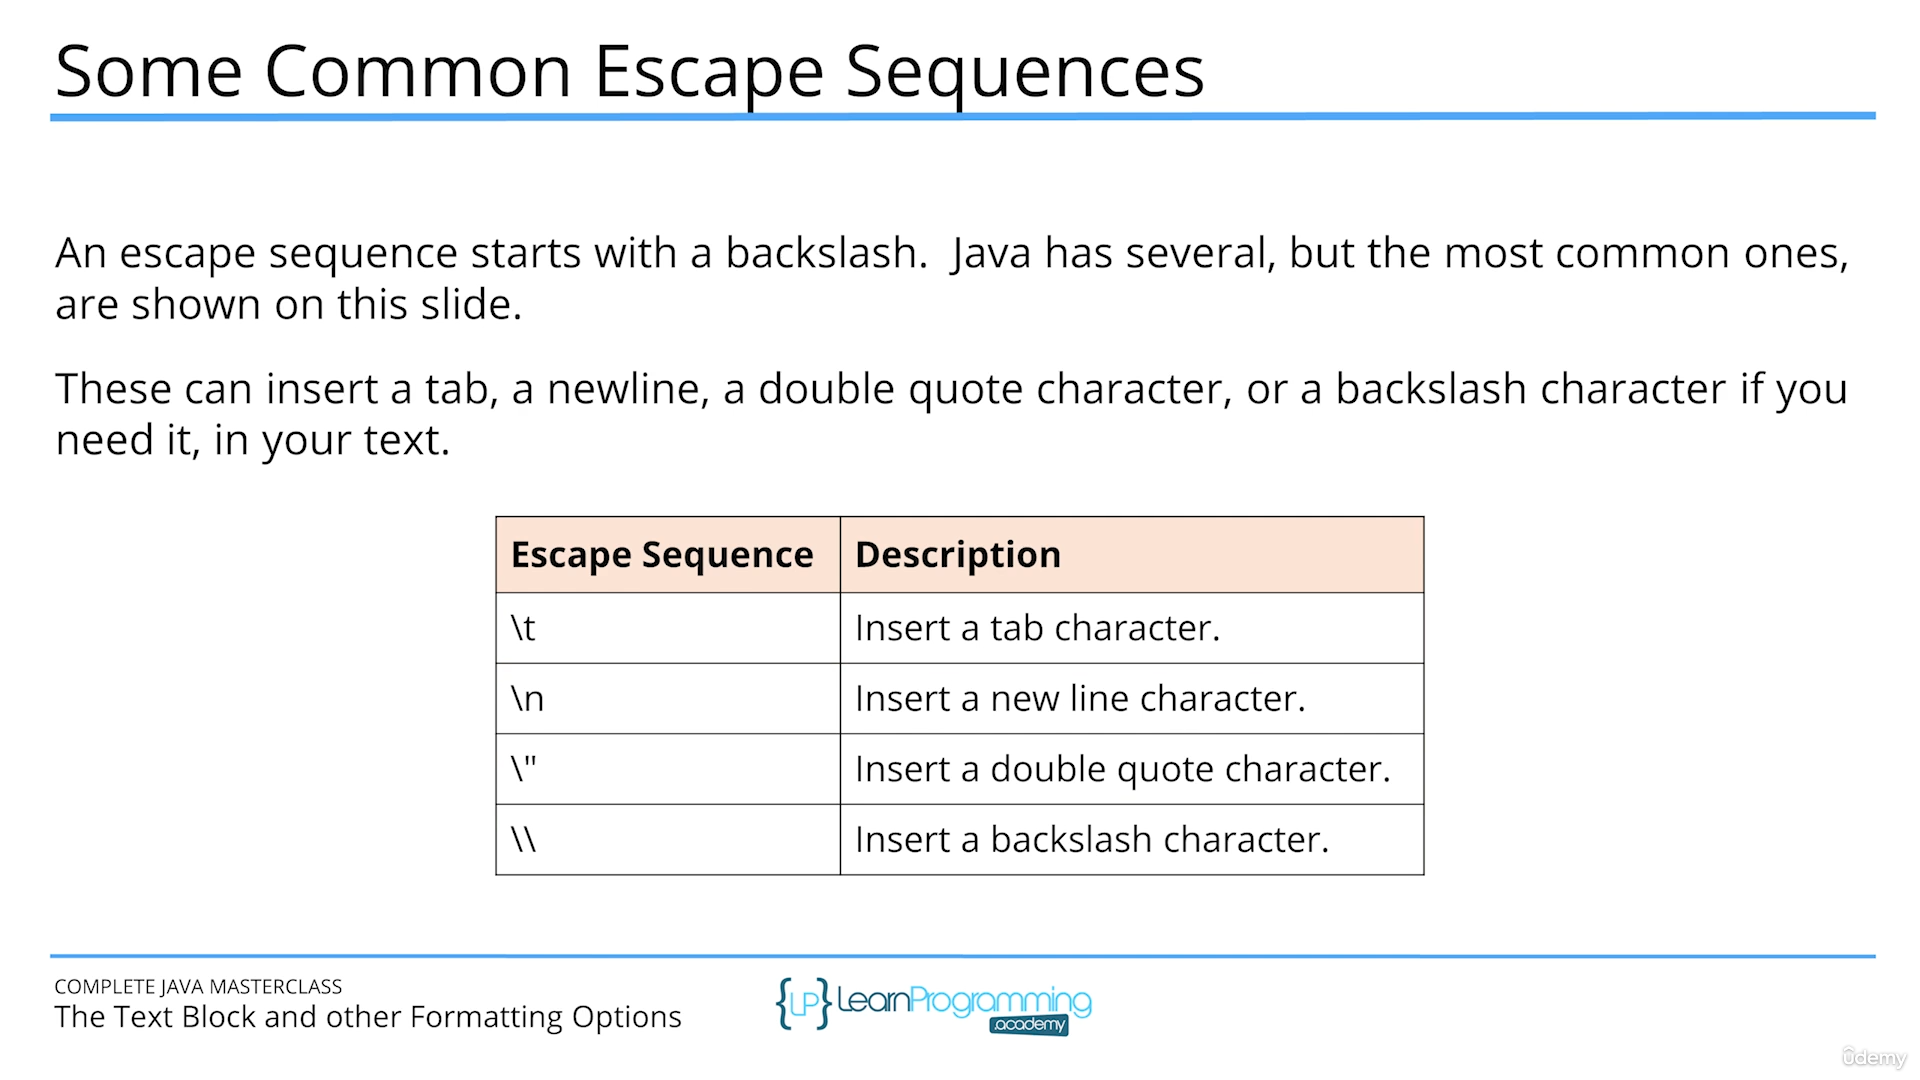 Some Common Escape Sequences
An escape sequence starts with a backslash.  Java has several, but the most common ones,
are shown on this slide.
These can insert a tab, a newline, a double quote character, or a backslash character if you
need it, in your text.
Escape Sequence Description
\t Insert a tab character.
\n Insert a new line character.
\" Insert a double quote character.
\\ Insert a backslash character.
COMPLETE JAVA MASTERCLASS
The Text Block and other Formatting Options
{LP} LearnProgramming
.academy
ûdemy